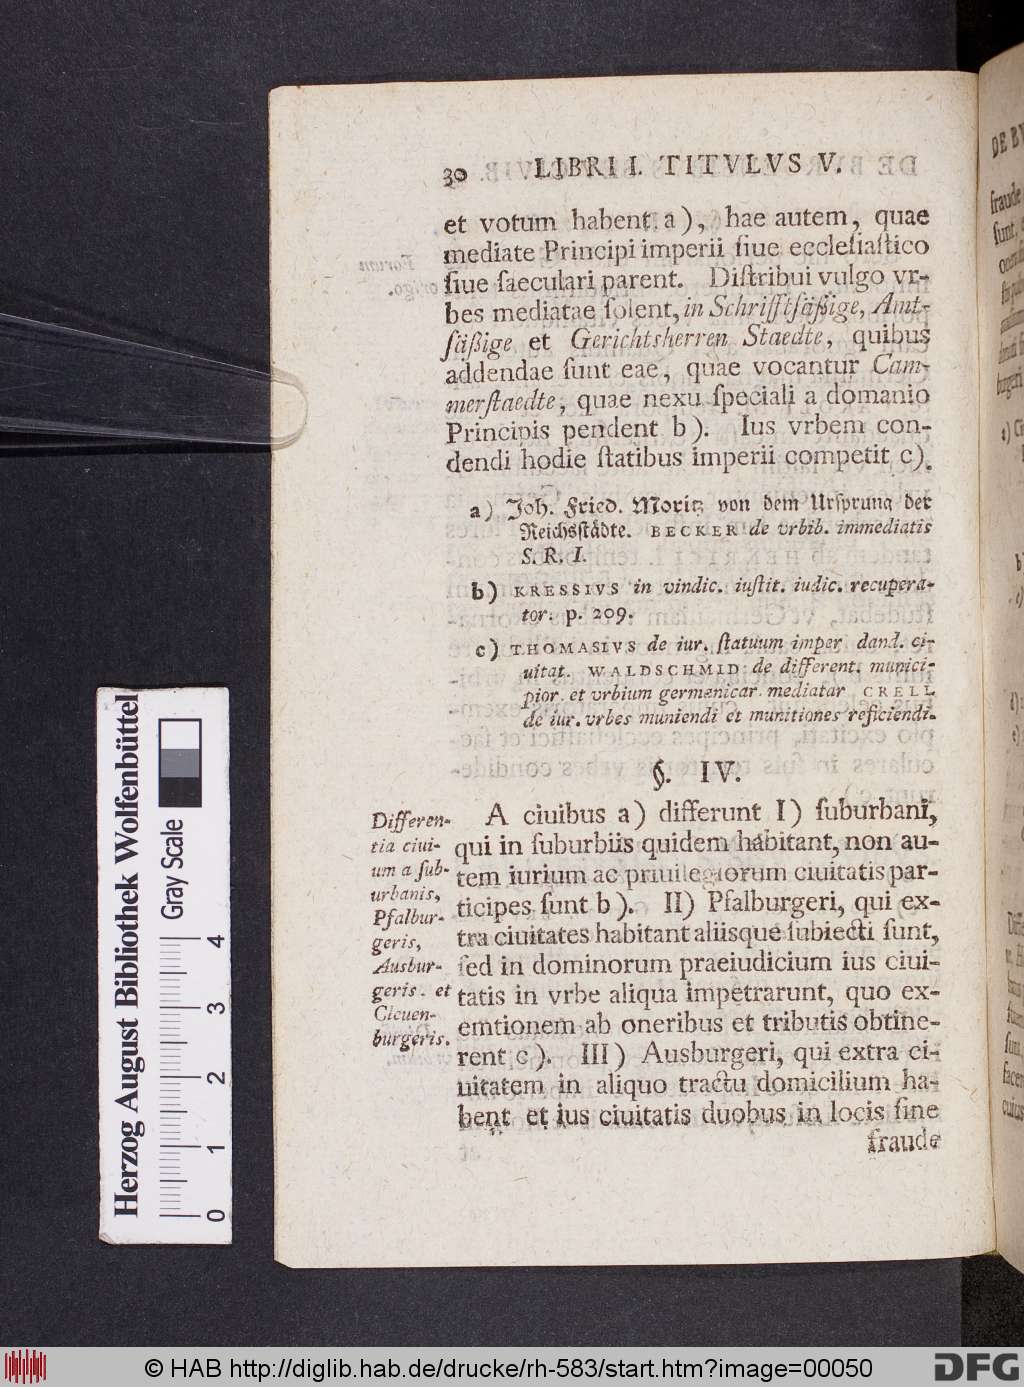 30 LIBRI I. TITVLVS V.
et votum habent a), hae autem, quae
mediate Principi imperii ſiue eccleſiaſtico
ſiue ſaeculari parent. Diſtribui vulgo vr-
bes mediatae ſolent, in Schrifftſäßige, Amt-
ſäßige et Gerichtsherren Staedte, quibus
addendae ſunt eae, quae vocantur Cam-
merſtaedte, quae nexu ſpeciali a domanio
Principis pendent b). Ius vrbem con-
dendi hodie ſtatibus imperii competit c).
a) Joh. Fried. Moritz von dem Urſprung der
Reichsſtädte. BECKER de vrbib. immediatis
S. R. I.
b) KRESSIVS in vindic. iuſtit. iudic. recupera-
tor. p. 209.
c) THOMASIVS de iur. ſtatuum imper dand. ci-
uitat. WALDSCHMID de different. munici-
pior. et vrbium germanicar. mediatar CRELL
de iur. vrbes muniendi et munitiones reficiendi.
§. IV.
Differen-
tia ciui-
um a ſub-
urbanis,
Pfalbur-
geris,
Ausbur-
geris. et
Gleuen-
burgeris.
A ciuibus a) differunt I) ſuburbani,
qui in ſuburbiis quidem habitant, non au-
tem iurium ac priuilegiorum ciuitatis par-
ticipes ſunt b). II) Pfalburgeri, qui ex-
tra ciuitates habitant aliisque ſubiecti ſunt,
ſed in dominorum praeiudicium ius ciui-
tatis in vrbe aliqua impetrarunt, quo ex-
emtionem ab oneribus et tributis obtine-
rent c). III) Ausburgeri, qui extra ci-
uitatem in aliquo tractu domicilium ha-
bent et ius ciuitatis duobus in locis ſine
fraude
Herzog August Bibliothek Wolfenbüttel
Gray Scale
0 1 2 3 4
DE BV
fraude
ſunt.
burgeri
© HAB http://diglib.hab.de/drucke/rh-583/start.htm?image=00050
DFG